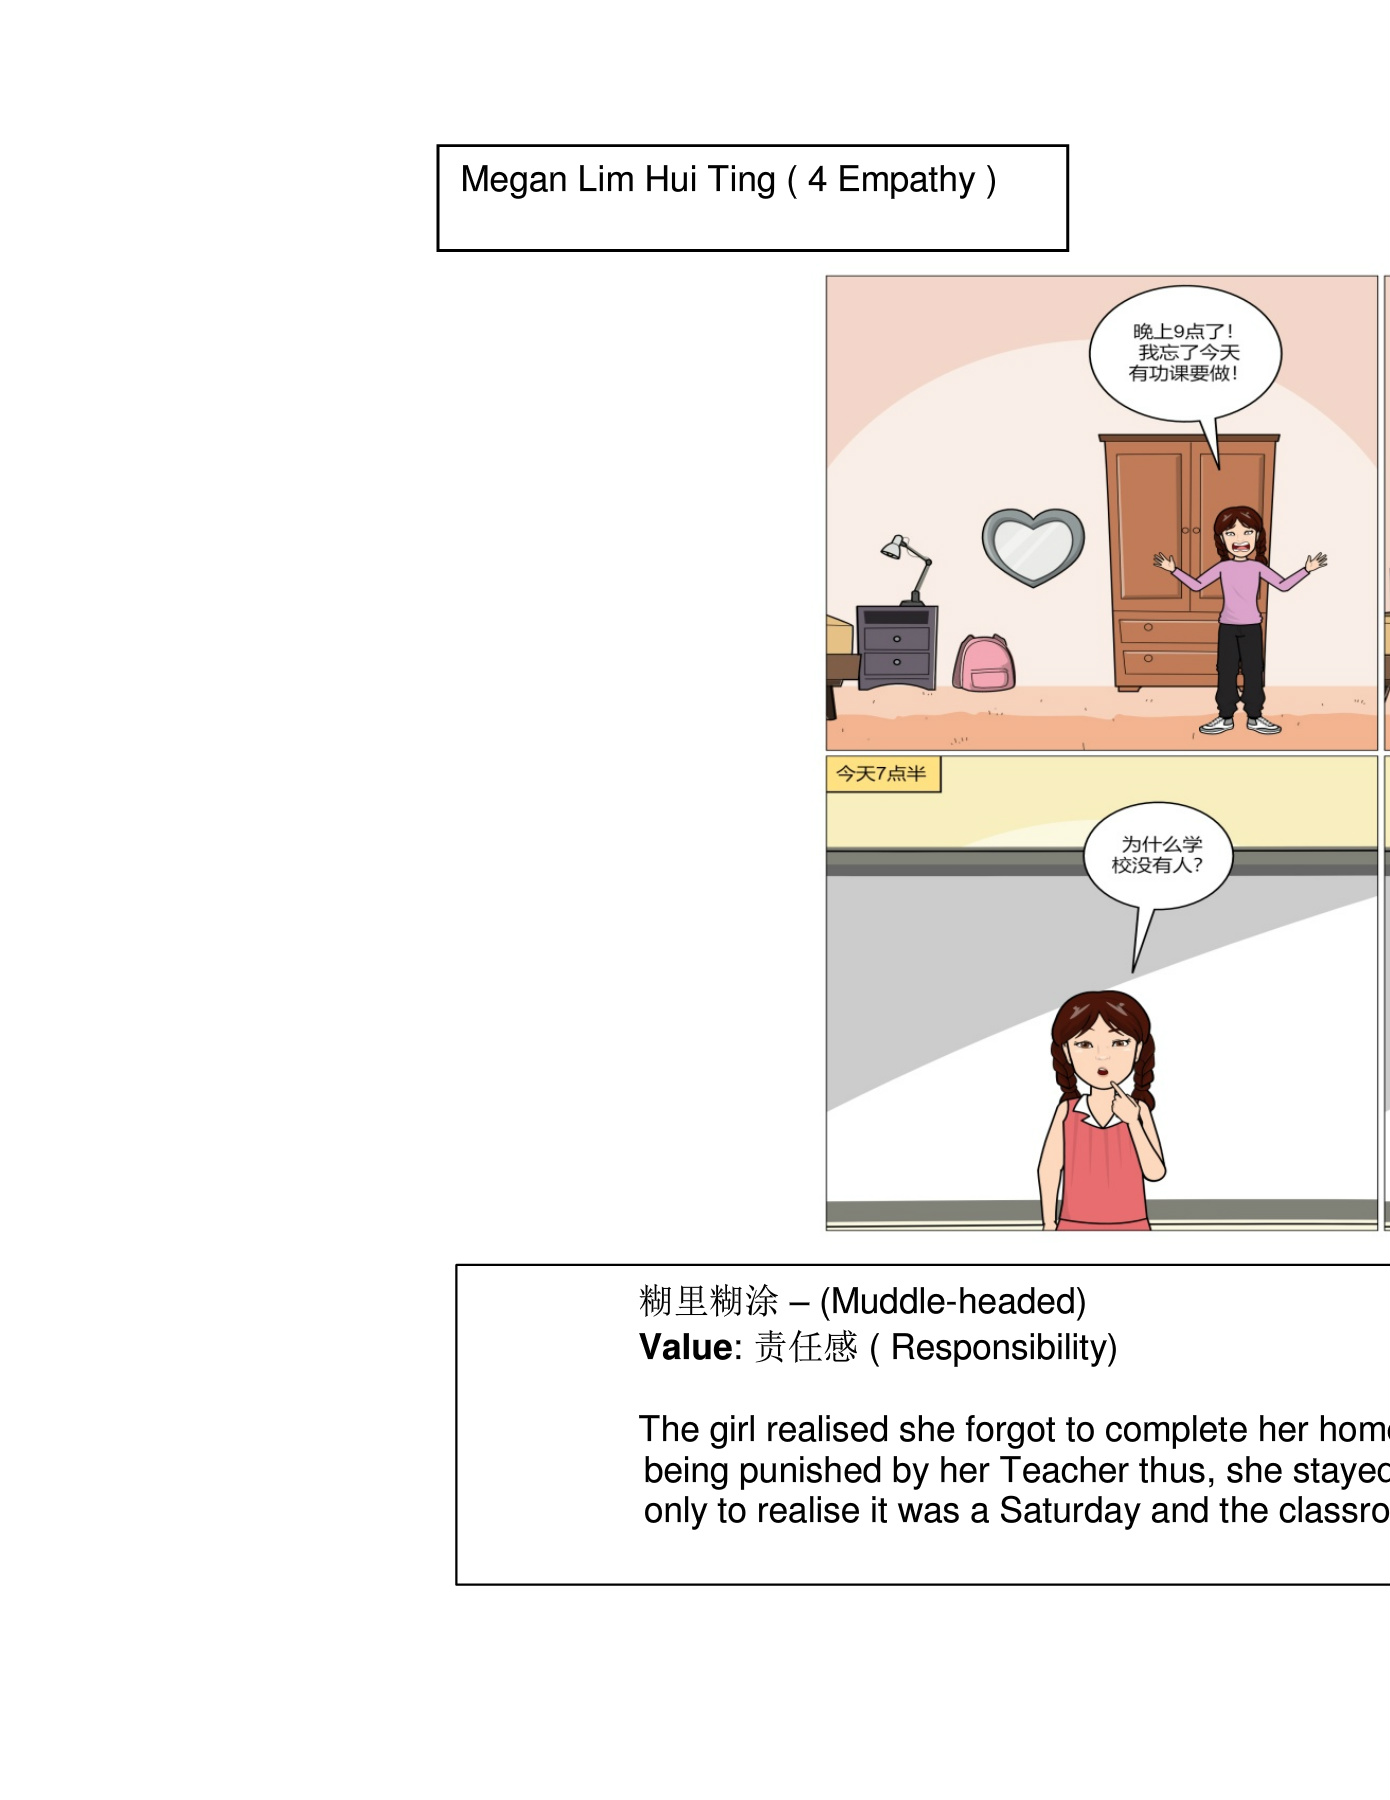 Megan Lim Hui Ting ( 4 Empathy )
晚上9点了!
我忘了今天
有功课要做!
今天7点半
为什么学
校没有人?
糊里糊涂 – (Muddle-headed)
Value: 责任感 ( Responsibility)
The girl realised she forgot to complete her
being punished by her Teacher thus, she stayed
only to realise it was a Saturday and the